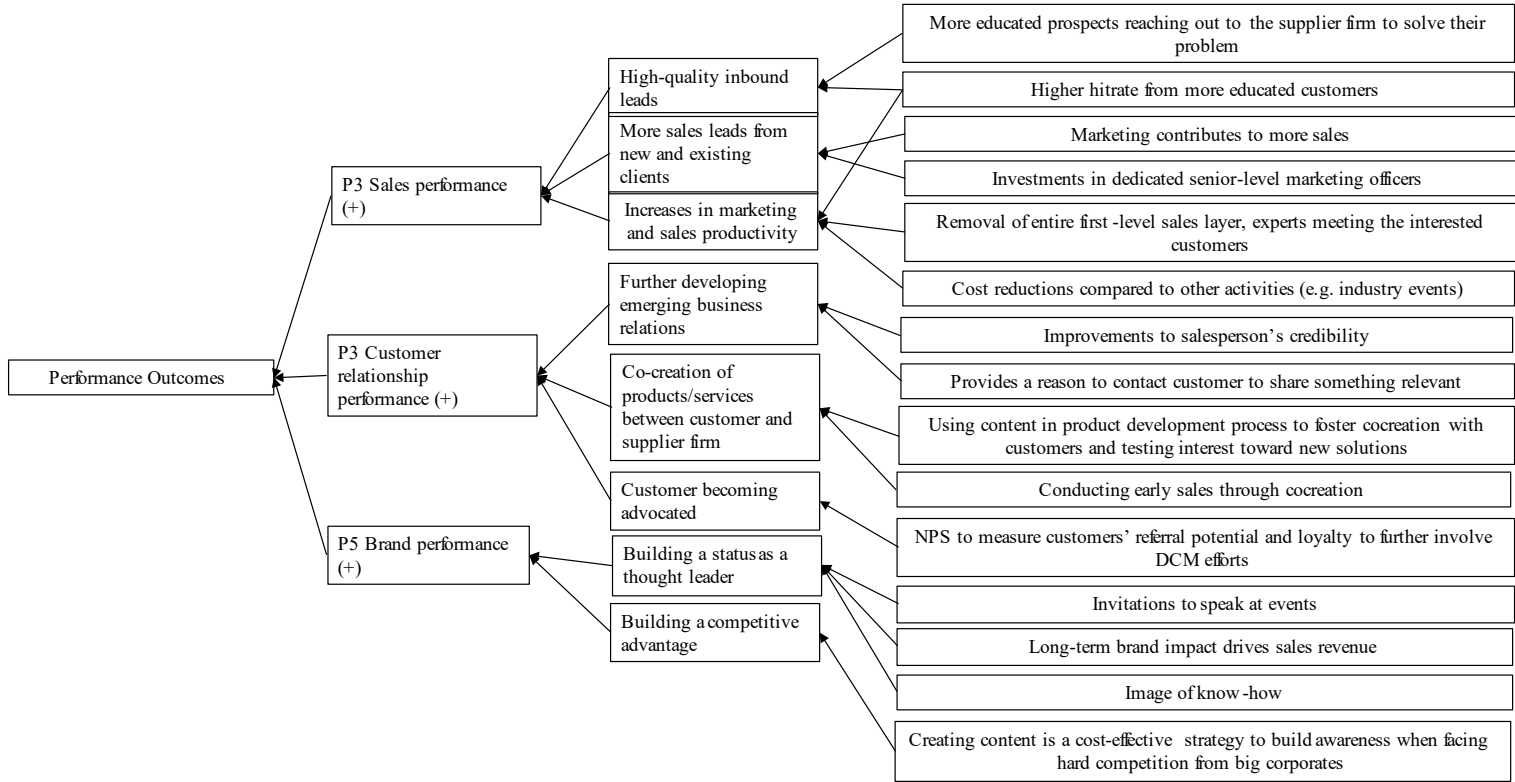 Performance Outcomes
P3 Sales performance
(+)
P3 Customer
relationship
performance (+)
P5 Brand performance
(+)
High-quality inbound
leads
More sales leads from
new and existing
clients
Increases in marketing
and sales productivity
Further developing
emerging business
relations
Co-creation of
products/services
between customer and
supplier firm
Customer becoming
advocated
Building a status as a
thought leader
Building a competitive
advantage
More educated prospects reaching out to the supplier firm to solve their
problem
Higher hitrate from more educated customers
Marketing contributes to more sales
Investments in dedicated senior-level marketing officers
Removal of entire first -level sales layer, experts meeting the interested
customers
Cost reductions compared to other activities (e.g. industry events)
Improvements to salesperson’s credibility
Provides a reason to contact customer to share something relevant
Using content in product development process to foster cocreation with
customers and testing interest toward new solutions
Conducting early sales through cocreation
NPS to measure customers’ referral potential and loyalty to further involve
DCM efforts
Invitations to speak at events
Long-term brand impact drives sales revenue
Image of know -how
Creating content is a cost-effective strategy to build awareness when facing
hard competition from big corporates